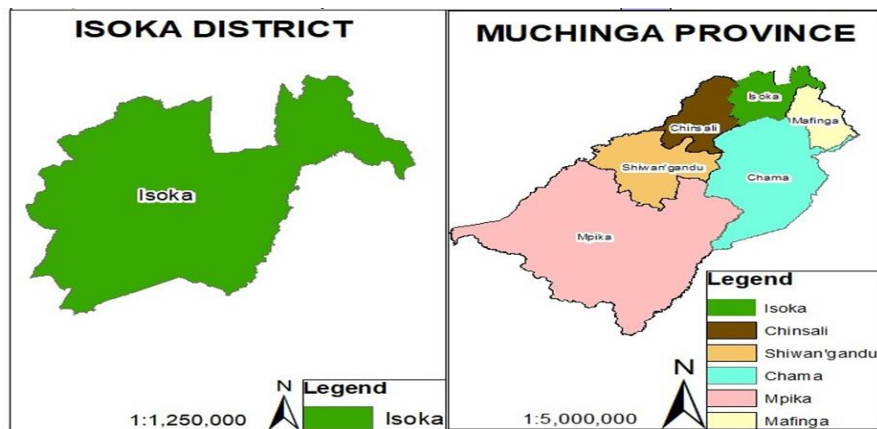 ISOKA DISTRICT
Isoka
N
1:1,250,000
Legend
Isoka
MUCHINGA PROVINCE
Isoka
Mafinga
Chinsali
Shiwan'gandu
Chama
Mpika
N
1:5,000,000
Legend
Isoka
Chinsali
Shiwan'gandu
Chama
Mpika
Mafinga